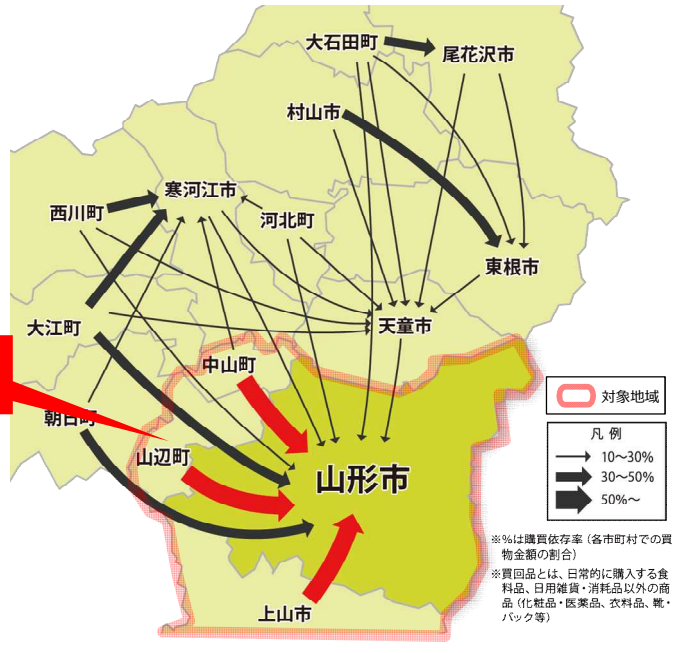 大石田町
尾花沢市
村山市
寒河江市
西川町
河北町
東根市
大江町
天童市
中山町
朝日町
山辺町
山形市
上山市
対象地域
凡例
10～30%
30～50%
50%～
※%は購買依存率（各市町村での買
物金額の割合）
※買回品とは、日常的に購入する食
料品、日用雑貨・消耗品以外の商
品（化粧品・医薬品、衣料品、靴・
バック等）